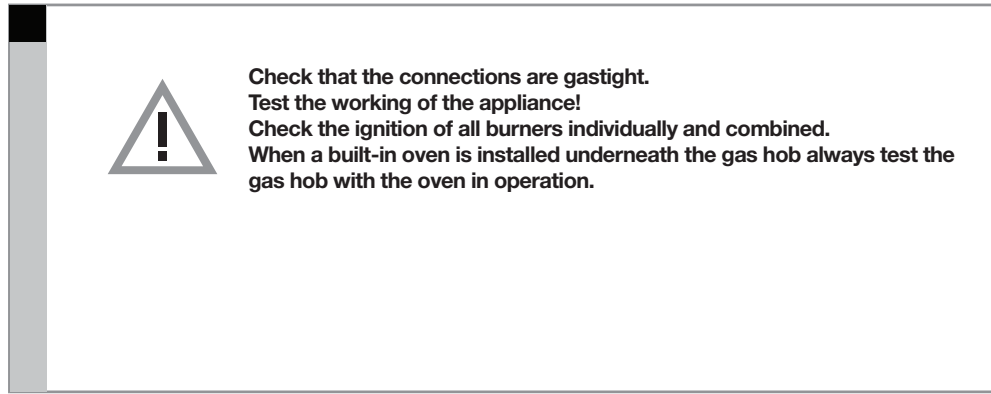 Check that the connections are gastight.
Test the working of the appliance!
Check the ignition of all burners individually and combined.
When a built-in oven is installed underneath the gas hob always test the
gas hob with the oven in operation.